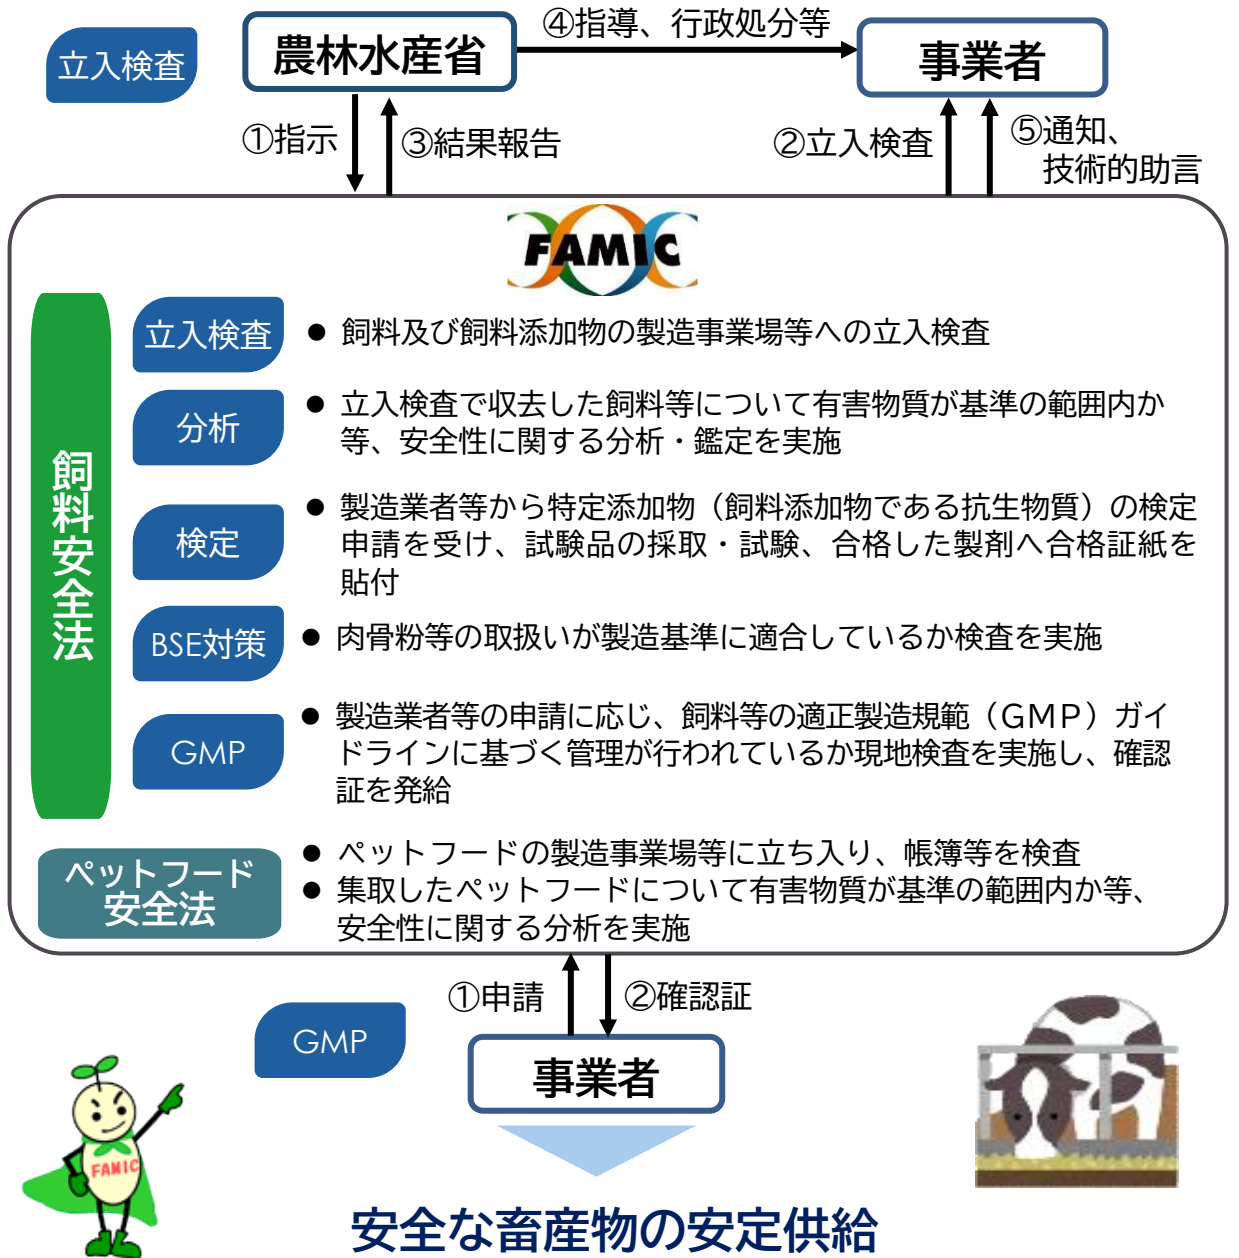 立入検査
農林水産省
④指導、行政処分等
事業者
①指示
③結果報告
②立入検査
⑤通知、
技術的助言
FAMIC
飼料安全法
立入検査
● 飼料及び飼料添加物の製造事業場等への立入検査
分析
● 立入検査で収去した飼料等について有害物質が基準の範囲内か
等、安全性に関する分析・鑑定を実施
検定
● 製造業者等から特定添加物（飼料添加物である抗生物質）の検定
申請を受け、試験品の採取・試験、合格した製剤へ合格証紙を
貼付
BSE対策
● 肉骨粉等の取扱いが製造基準に適合しているか検査を実施
GMP
● 製造業者等の申請に応じ、飼料等の適正製造規範（GMP）ガイ
ドラインに基づく管理が行われているか現地検査を実施し、確認
証を発給
ペットフード
安全法
● ペットフードの製造事業場等に立ち入り、帳簿等を検査
● 集取したペットフードについて有害物質が基準の範囲内か等、
安全性に関する分析を実施
①申請
②確認証
GMP
事業者
FAMIC
安全な畜産物の安定供給